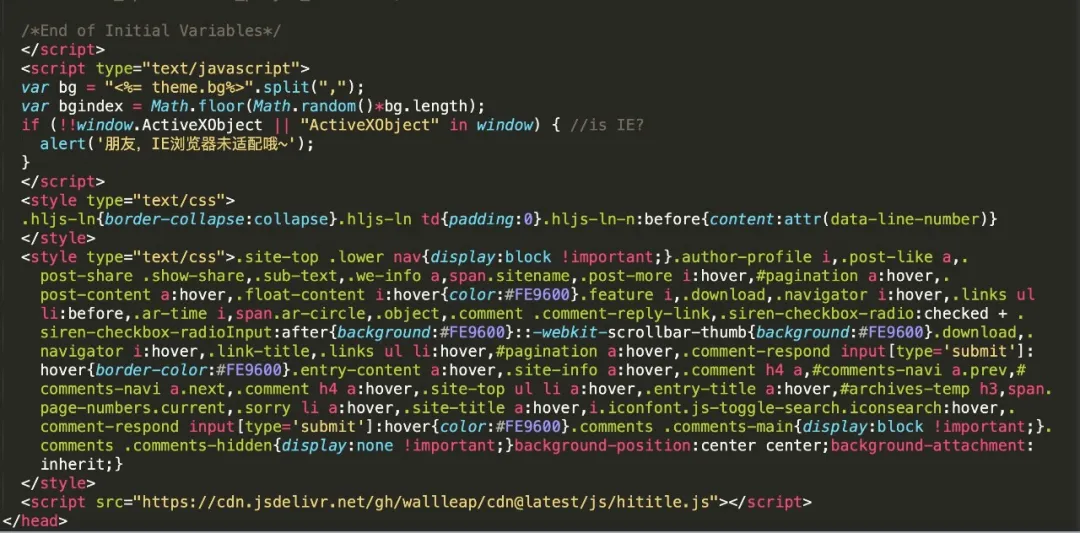 /*End of Initial Variables*/
</script>
<script type="text/javascript">
var bg = "<%= theme.bg%>".split(",");
var bgindex = Math.floor(Math.random()*bg.length);
if (!!window.ActiveXObject || "ActiveXObject" in window) { //is IE?
alert('朋友，IE浏览器未适配哦~');
}
</script>
<style type="text/css">
.hljs-ln{border-collapse:collapse}.hljs-ln td{padding:0}.hljs-ln-n:before{content:attr(data-line-number)}
</style>
<style type="text/css">.site-top .lower nav{display:block !important;}.author-profile i,.post-like a,.
post-share .show-share,.sub-text,.we-info a,span.sitename,.post-more i:hover,#pagination a:hover,.
post-content a:hover,.float-content i:hover{color:#FE9600}.feature i,.download,.navigator i:hover,.links ul
li:before,.ar-time i,span.ar-circle,.object,.comment .comment-reply-link,.siren-checkbox-radio:checked + .
siren-checkbox-radioInput:after{background:#FE9600}::-webkit-scrollbar-thumb{background:#FE9600}.download,.
navigator i:hover,.link-title,.links ul li:hover,#pagination a:hover,.comment-respond input[type='submit']:
hover{border-color:#FE9600}.entry-content a:hover,.site-info a:hover,.comment h4 a,#comments-navi a.prev,#
comments-navi a.next,.comment h4 a:hover,.site-top ul li a:hover,.entry-title a:hover,#archives-temp h3,span.
page-numbers.current,.sorry li a:hover,.site-title a:hover,i.iconfont.js-toggle-search.iconsearch:hover,.
comment-respond input[type='submit']:hover{color:#FE9600}.comments .comments-main{display:block !important;}.
comments .comments-hidden{display:none !important;}background-position:center center;background-attachment:
inherit;}
</style>
<script src="https://cdn.jsdelivr.net/gh/wallleap/cdn@latest/js/hititle.js"></script>
</head>